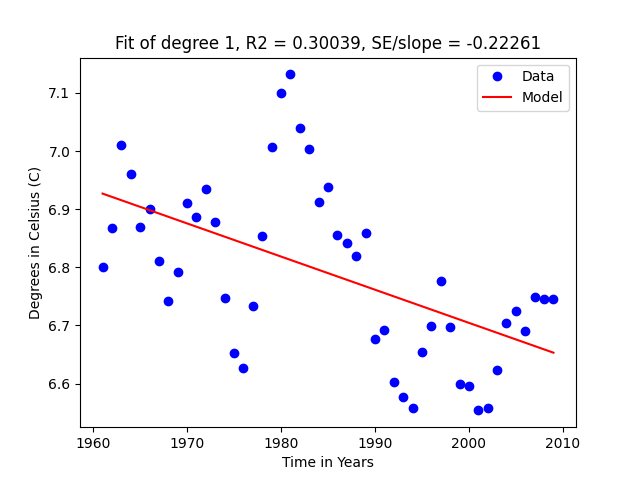 Fit of degree 1, R2 = 0.30039, SE/slope = -0.22261
Data
Model
7.1
7.0
6.9
6.8
6.7
6.6
Degrees in Celsius (C)
1960 1970 1980 1990 2000 2010
Time in Years